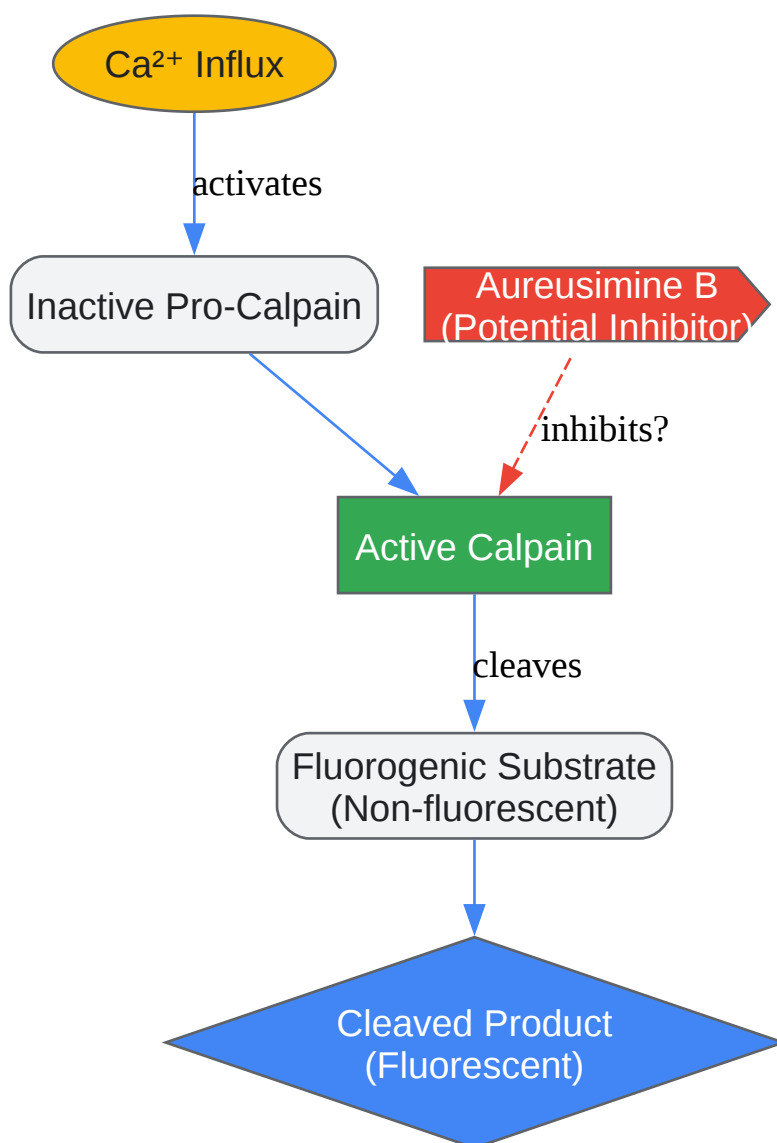 Ca²⁺ Influx
activates
Inactive Pro-Calpain
Aureusimine B
(Potential Inhibitor)
inhibits?
Active Calpain
cleaves
Fluorogenic Substrate
(Non-fluorescent)
Cleaved Product
(Fluorescent)